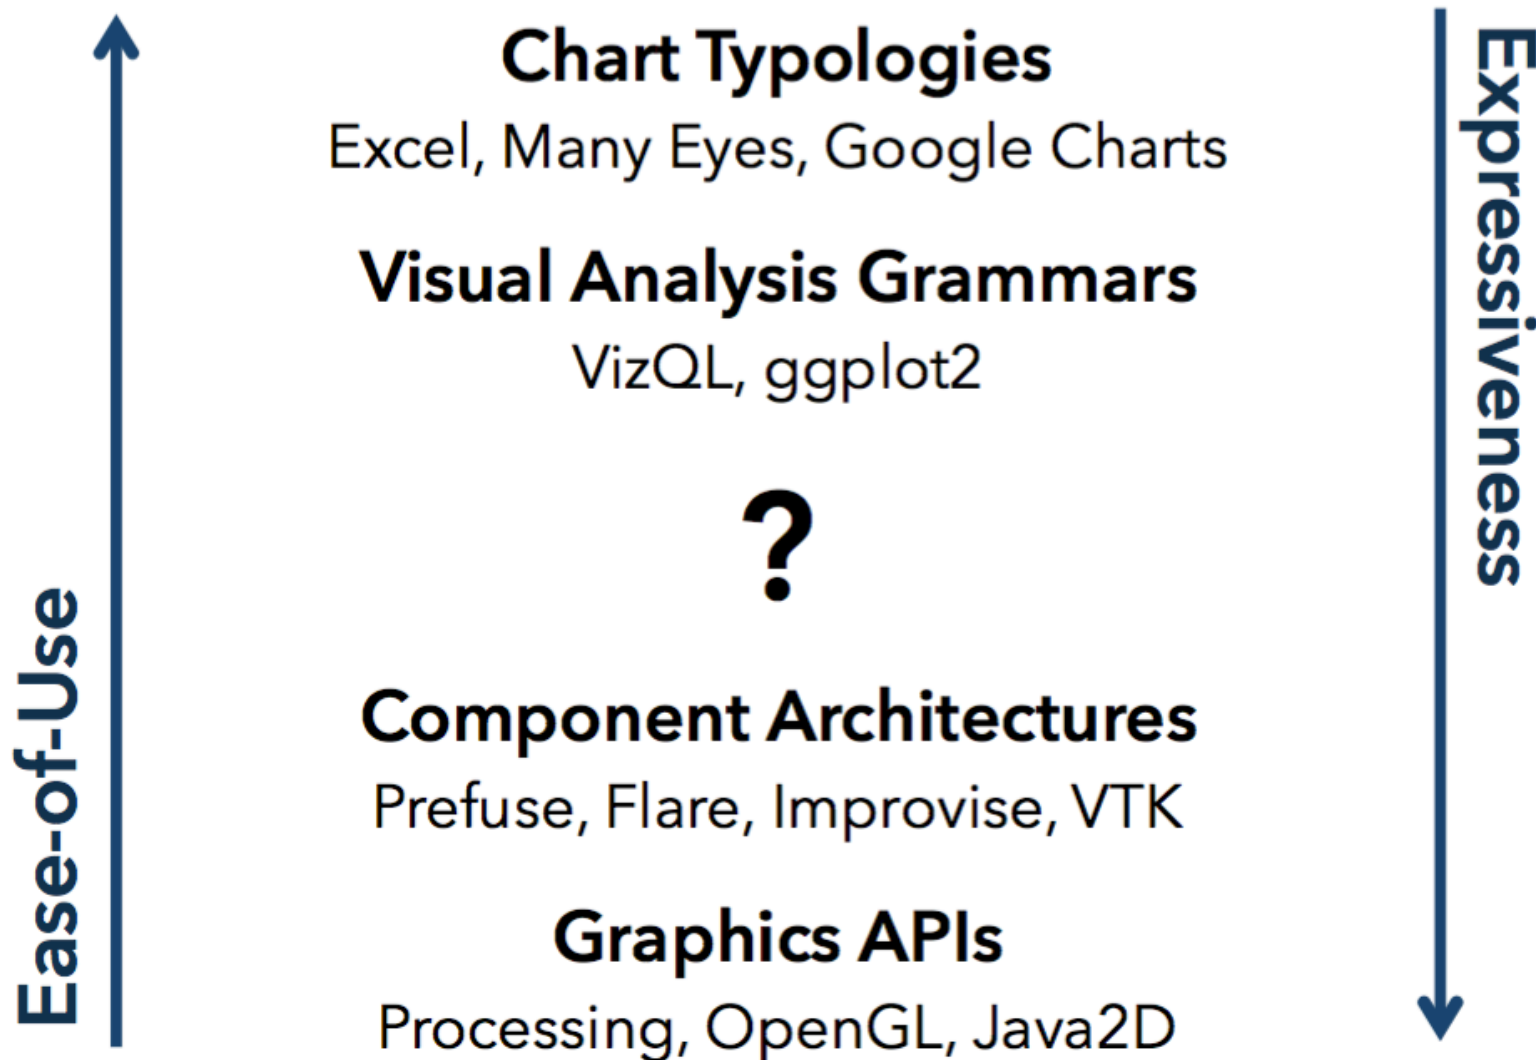 Chart Typologies
Excel, Many Eyes, Google Charts
Visual Analysis Grammars
VizQL, ggplot2
?
Component Architectures
Prefuse, Flare, Improvise, VTK
Graphics APIs
Processing, OpenGL, Java2D
Ease-of-Use
Expressiveness